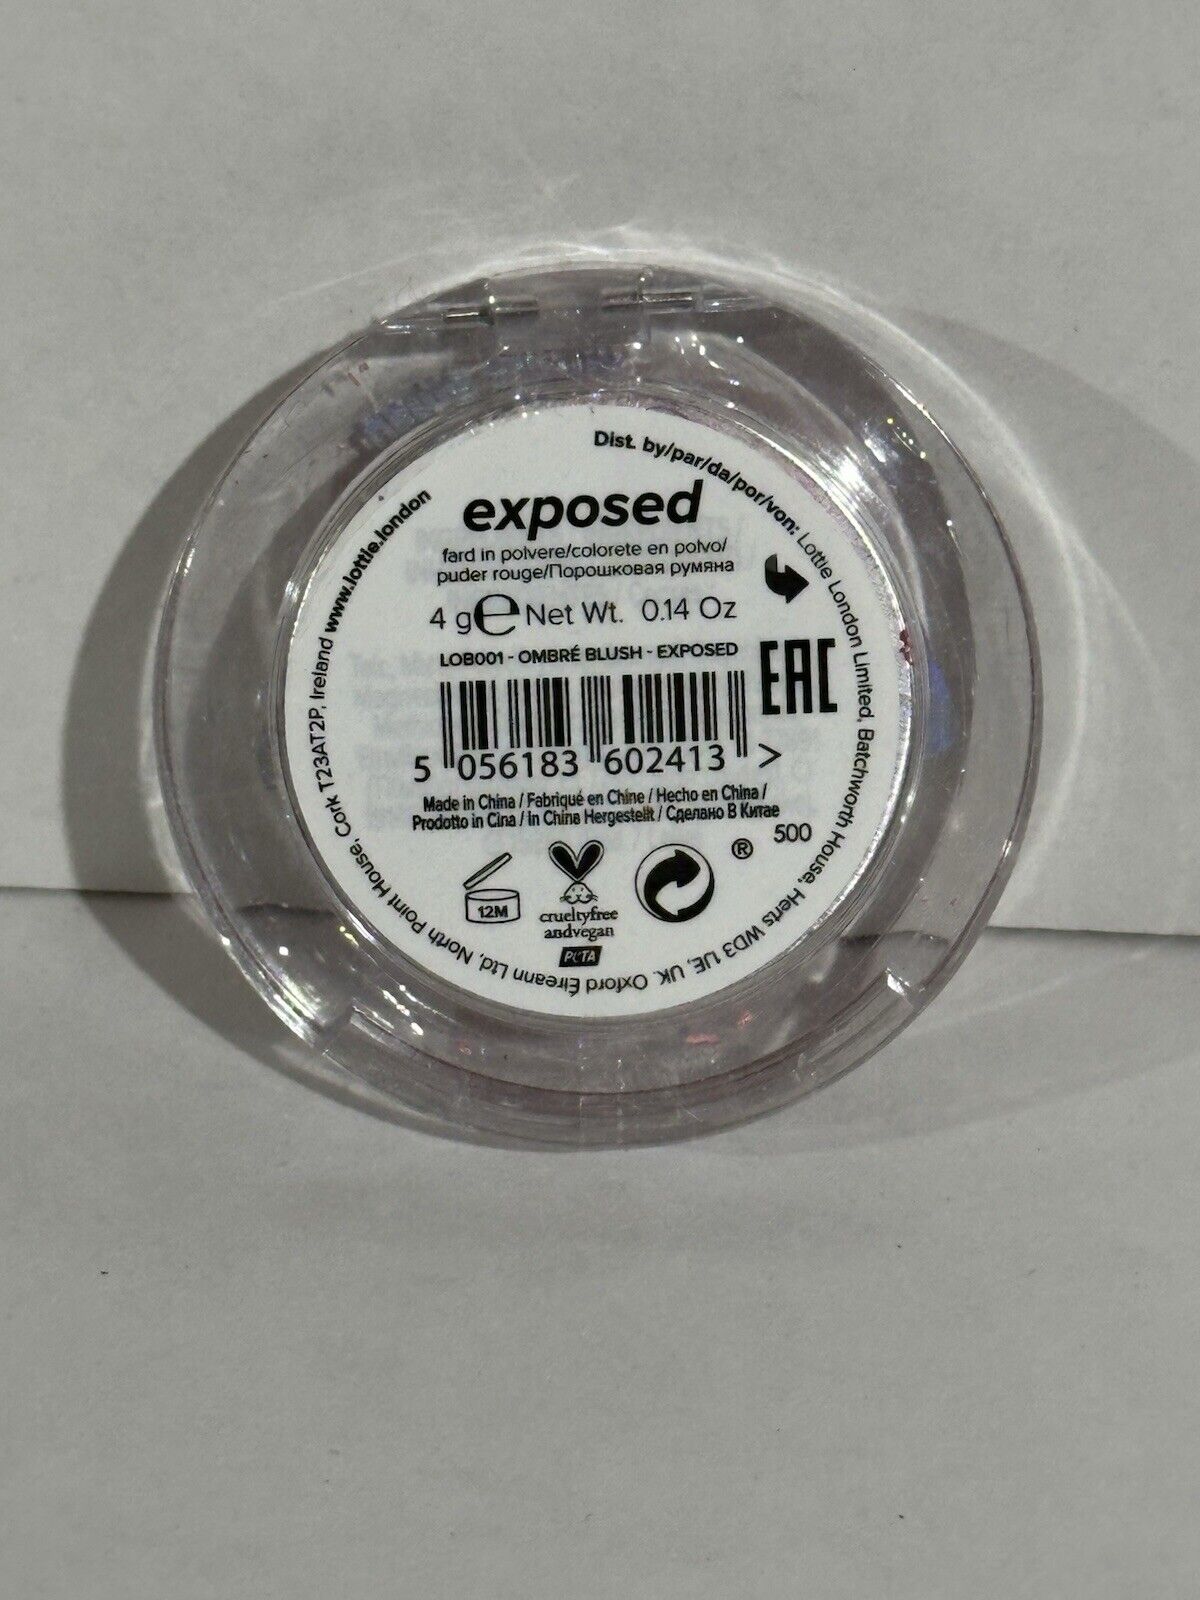 exposed
fard in polvere/colorete en polvo/
puder rouge/Порошковая румяна
4 g℮ Net Wt. 0.14 Oz
LOB001 - OMBRÉ BLUSH - EXPOSED
EAC
5 056183 602413 >
Made in China / Fabriqué en Chine / Hecho en China /
Prodotto in Cina / In China Hergestellt / Сделано В Китае
500
®
12M
crueltyfree
andvegan
PETA
Dist. by/par/da/por/von: Lottie London Limited, Batchworth House, Herts WD3 1JE, UK. Oxford Éireann Ltd, North Point House, Cork T23AT2P, Ireland www.lottie.london